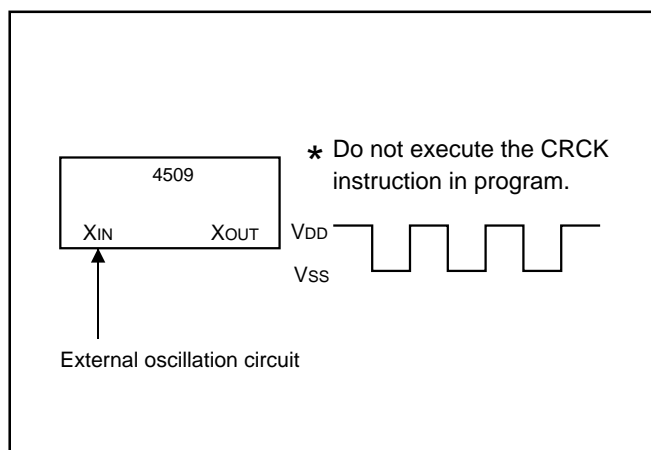 * Do not execute the CRCK
instruction in program.
4509
XIN XOUT
VDD
VSS
External oscillation circuit